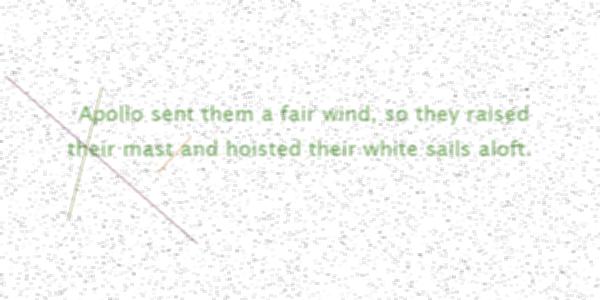 Apollo sent them a fair wind, so they raised
their mast and hoisted their white sails aloft.